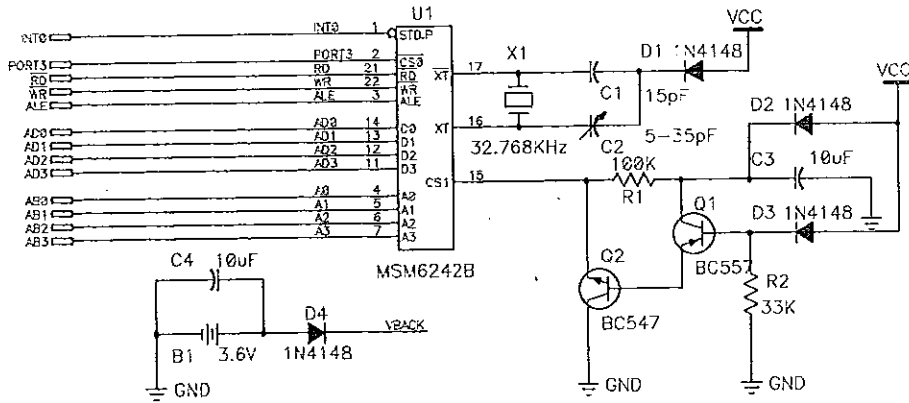 U1
VCC
INT0 INT0 1 STD.P
X1
D1 1N4148
PORT3 PORT3 2 CS0
RD RD 21 RD
WR WR 22 WR
ALE ALE 3 ALE
17 XT
C1 15pF
VCC
D2 1N4148
AD0 AD0 14 D0
AD1 AD1 13 D1
AD2 AD2 12 D2
AD3 AD3 11 D3
16 XT
C2 5-35pF
32.768KHz
100K
R1
C3 10uF
15 CS1
AB0 A0 4 A0
AB1 A1 5 A1
AB2 A2 6 A2
AB3 A3 7 A3
Q1
D3 1N4148
MSM6242B
Q2
BC557
C4 10uF
R2
33K
D4
VBACK
BC547
B1 3.6V
1N4148
GND
GND
GND